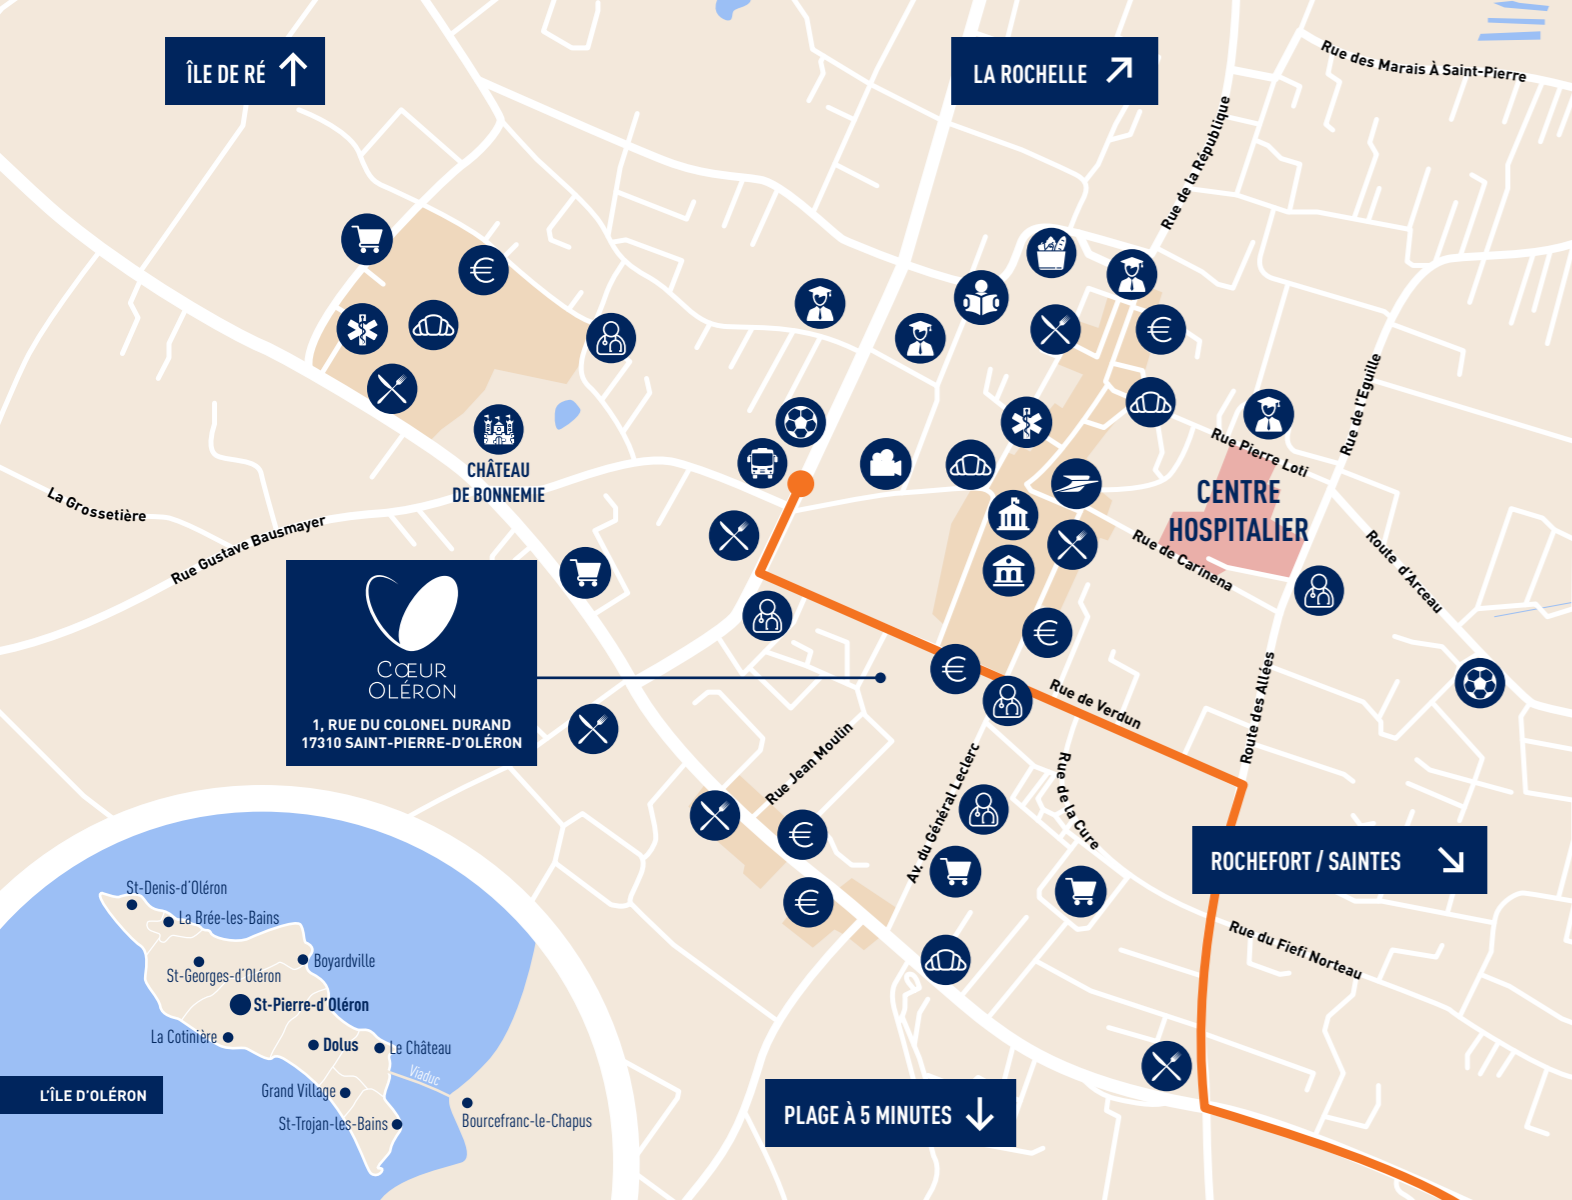 ÎLE DE RÉ
LA ROCHELLE
Rue des Marais À Saint-Pierre
Rue de la République
Rue de l'Eguille
CHÂTEAU
DE BONNEMIE
Rue Pierre Loti
CENTRE
HOSPITALIER
La Grossetière
Rue Gustave Bausmayer
Rue de Carinena
Route d'Arceau
CŒUR
OLÉRON
1, RUE DU COLONEL DURAND
17310 SAINT-PIERRE-D'OLÉRON
Rue de Verdun
Route des Allées
Rue Jean Moulin
Av. du Général Leclerc
Rue de la Cure
ROCHEFORT / SAINTES
Rue du Fiefi Norteau
St-Denis-d'Oléron
La Brée-les-Bains
Boyardville
St-Georges-d'Oléron
St-Pierre-d'Oléron
La Cotinière
Dolus
Le Château
Viaduc
Grand Village
L'ÎLE D'OLÉRON
St-Trojan-les-Bains
Bourcefranc-le-Chapus
PLAGE À 5 MINUTES